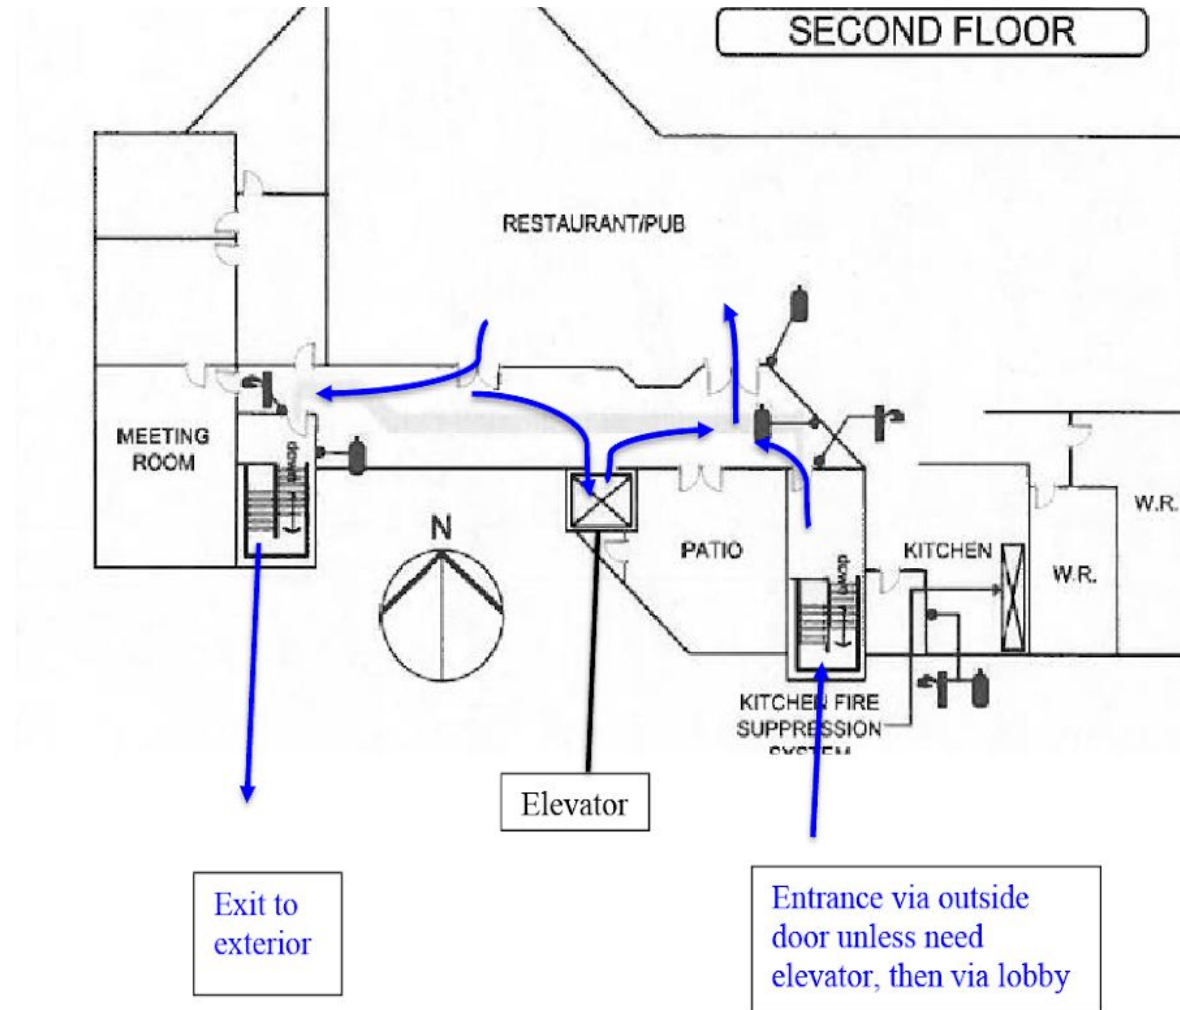 SECOND FLOOR
RESTAURANT/PUB
MEETING
ROOM
down
N
PATIO
down
KITCHEN
W.R.
W.R.
KITCHEN FIRE
SUPPRESSION
SYSTEM
Elevator
Exit to
exterior
Entrance via outside
door unless need
elevator, then via lobby